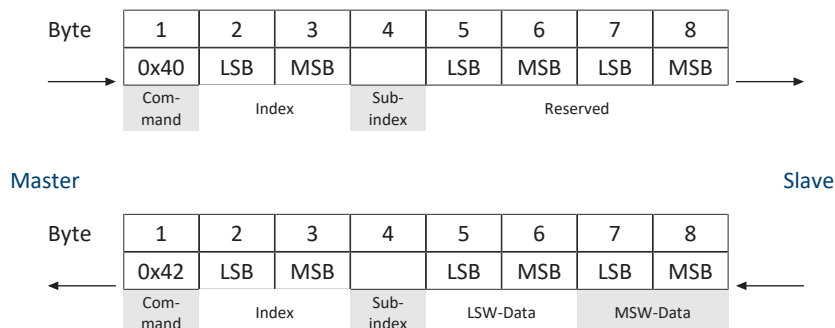 Byte 1 2 3 4 5 6 7 8
0x40 LSB MSB LSB MSB LSB MSB
Com-
mand
Index
Sub-
index
Reserved
Master Slave
Byte 1 2 3 4 5 6 7 8
0x42 LSB MSB LSB MSB LSB MSB
Com-
mand
Index
Sub-
index
LSW-Data
MSW-Data